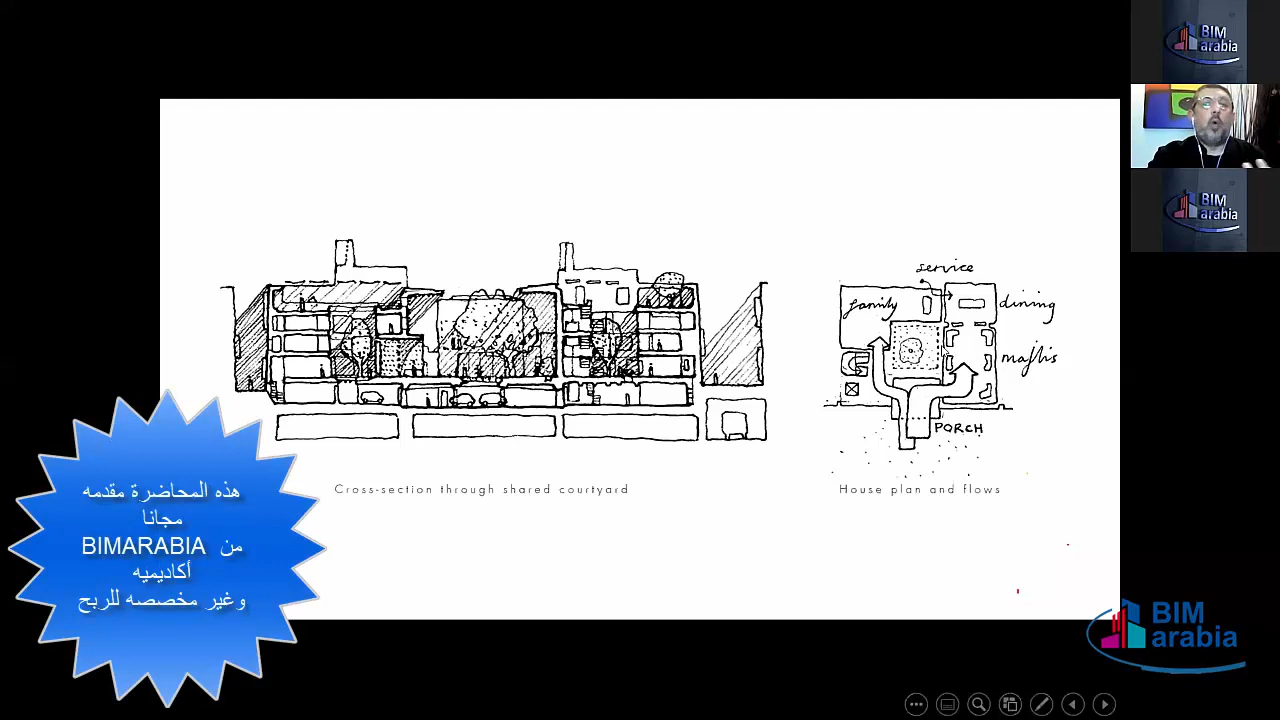 BIM
arabia
BIM
arabia
service
family
dining
majlis
PORCH
Cross-section through shared courtyard
House plan and flows
هذه المحاضرة مقدمه
مجانا
من BIMARABIA
أكاديميه
وغير مخصصه للربح
BIM
arabia